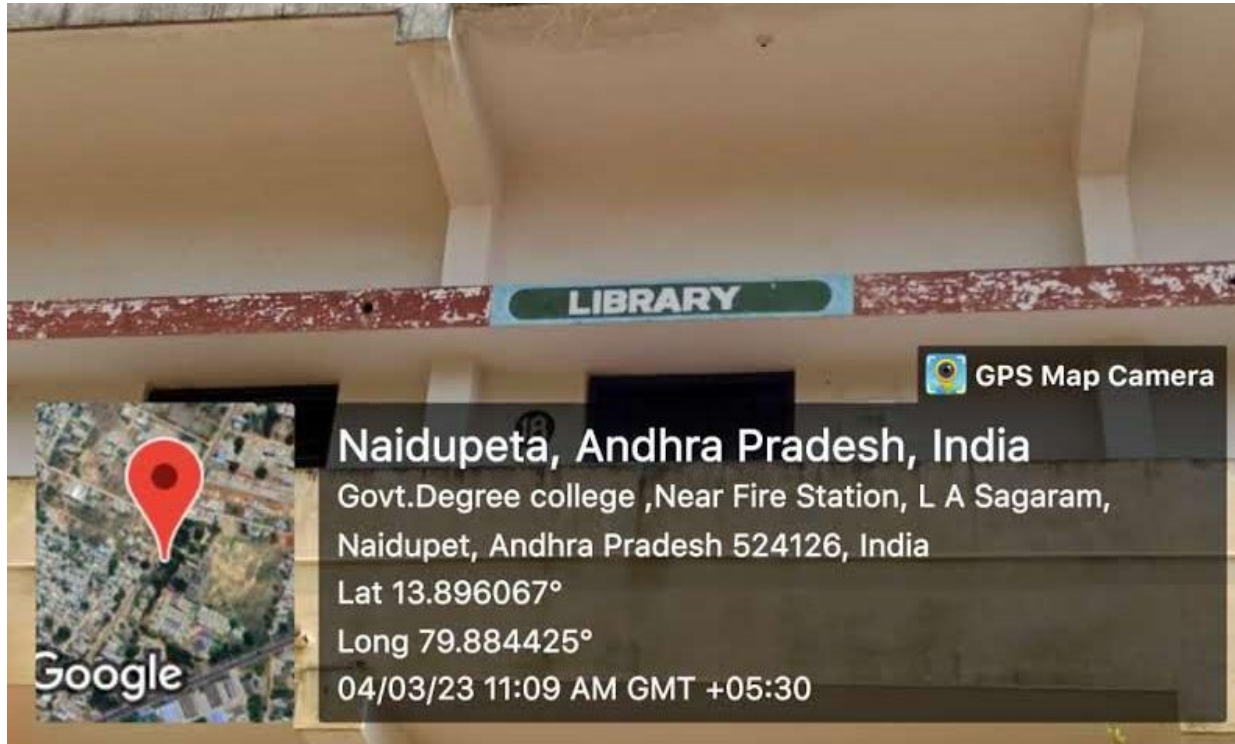 LIBRARY
GPS Map Camera
18
Naidupeta, Andhra Pradesh, India
Govt.Degree college ,Near Fire Station, L A Sagaram,
Naidupet, Andhra Pradesh 524126, India
Lat 13.896067°
Long 79.884425°
04/03/23 11:09 AM GMT +05:30
Google